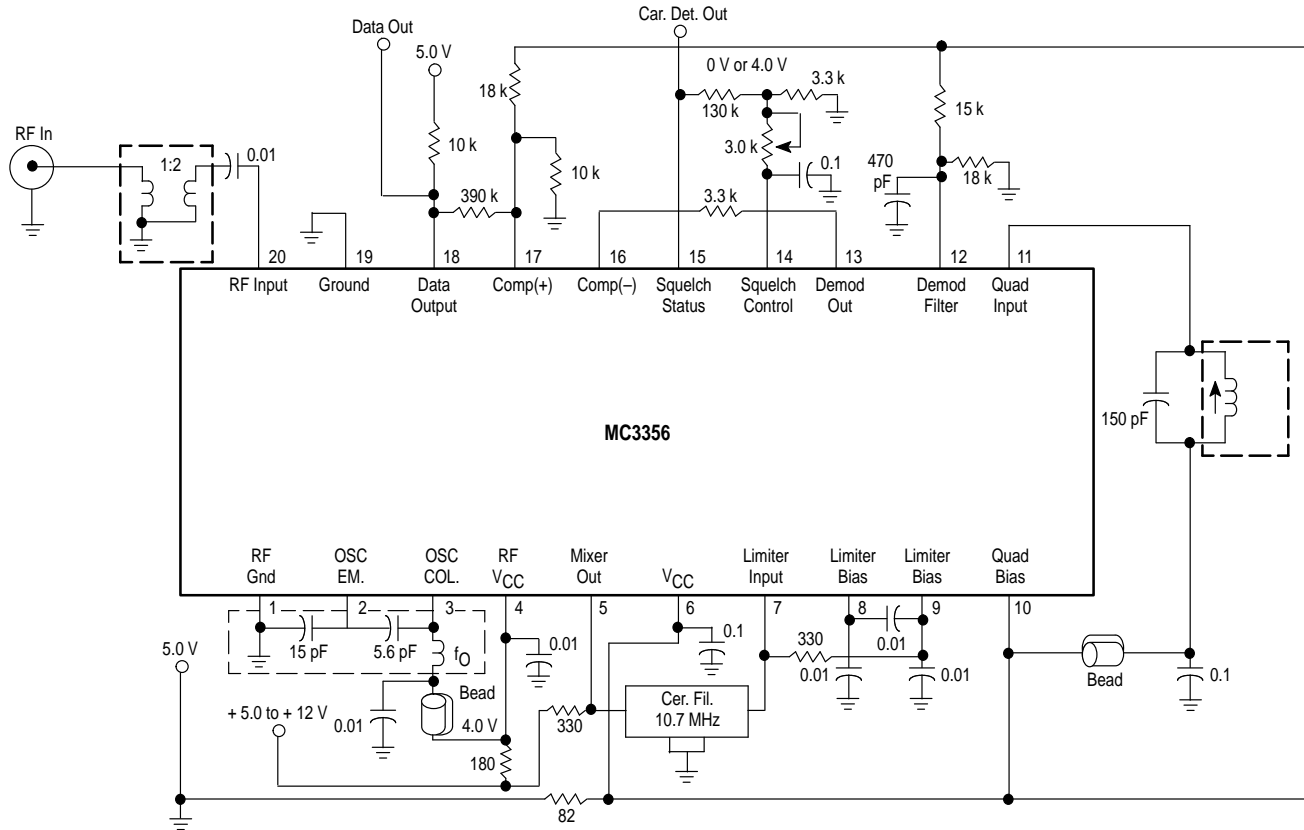 Car. Det. Out
Data Out
5.0 V
0 V or 4.0 V
18 k
3.3 k
130 k
15 k
RF In
1:2
0.01
10 k
3.0 k
0.1
470
pF
10 k
18 k
390 k
3.3 k
20
19
18
17
16
15
14
13
12
11
RF Input
Ground
Data
Output
Comp(+)
Comp(–)
Squelch
Status
Squelch
Control
Demod
Out
Demod
Filter
Quad
Input
150 pF
MC3356
RF
Gnd
OSC
EM.
OSC
COL.
RF
VCC
Mixer
Out
VCC
Limiter
Input
Limiter
Bias
Limiter
Bias
Quad
Bias
1
2
3
4
5
6
7
8
9
10
15 pF
5.6 pF
fO
0.01
0.1
330
0.01
0.01
0.01
5.0 V
Bead
Bead
0.1
+ 5.0 to + 12 V
0.01
4.0 V
330
Cer. Fil.
10.7 MHz
180
82